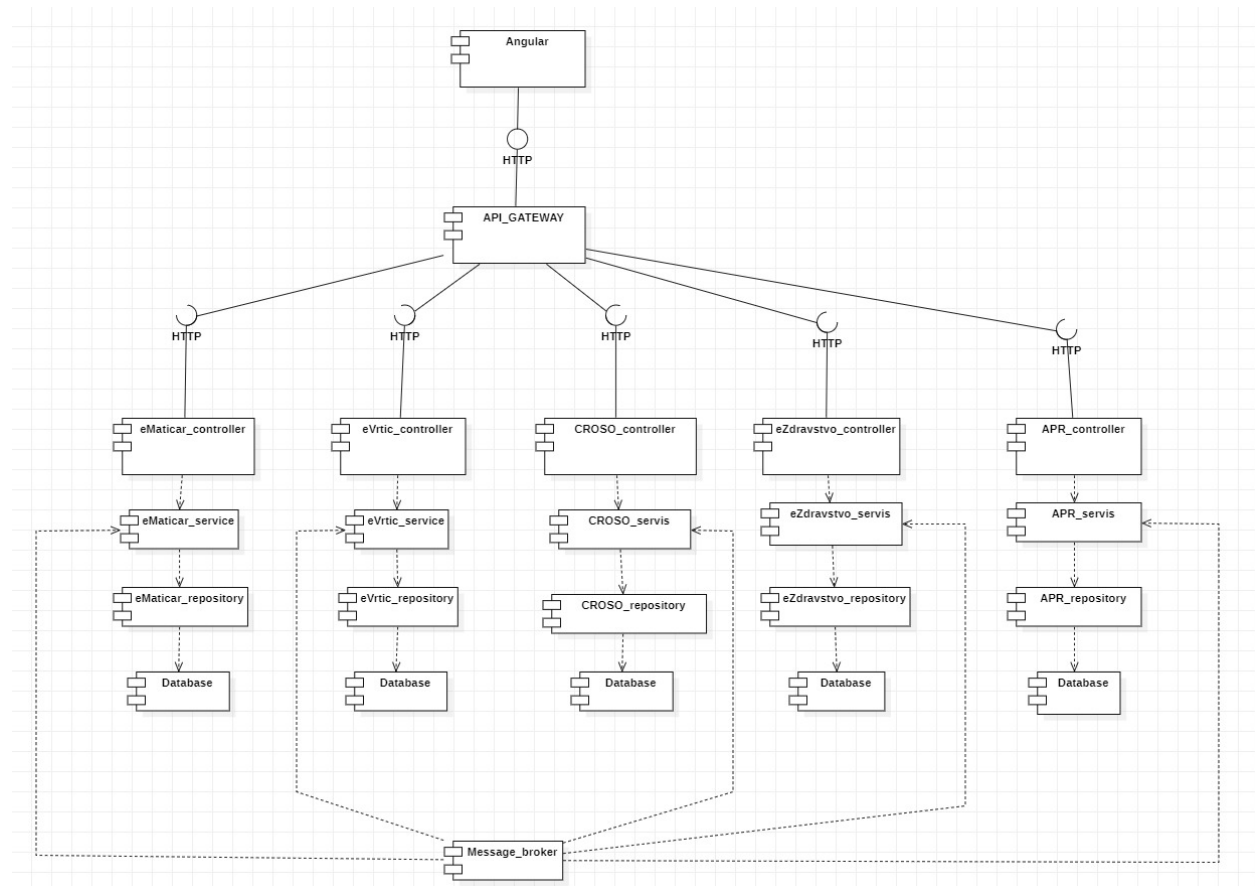 Angular
HTTP
API_GATEWAY
HTTP
HTTP
HTTP
HTTP
HTTP
eMaticar_controller
eVrtic_controller
CROSO_controller
eZdravstvo_controller
APR_controller
eMaticar_service
eVrtic_service
CROSO_servis
eZdravstvo_servis
APR_servis
eMaticar_repository
eVrtic_repository
CROSO_repository
eZdravstvo_repository
APR_repository
Database
Database
Database
Database
Database
Message_broker